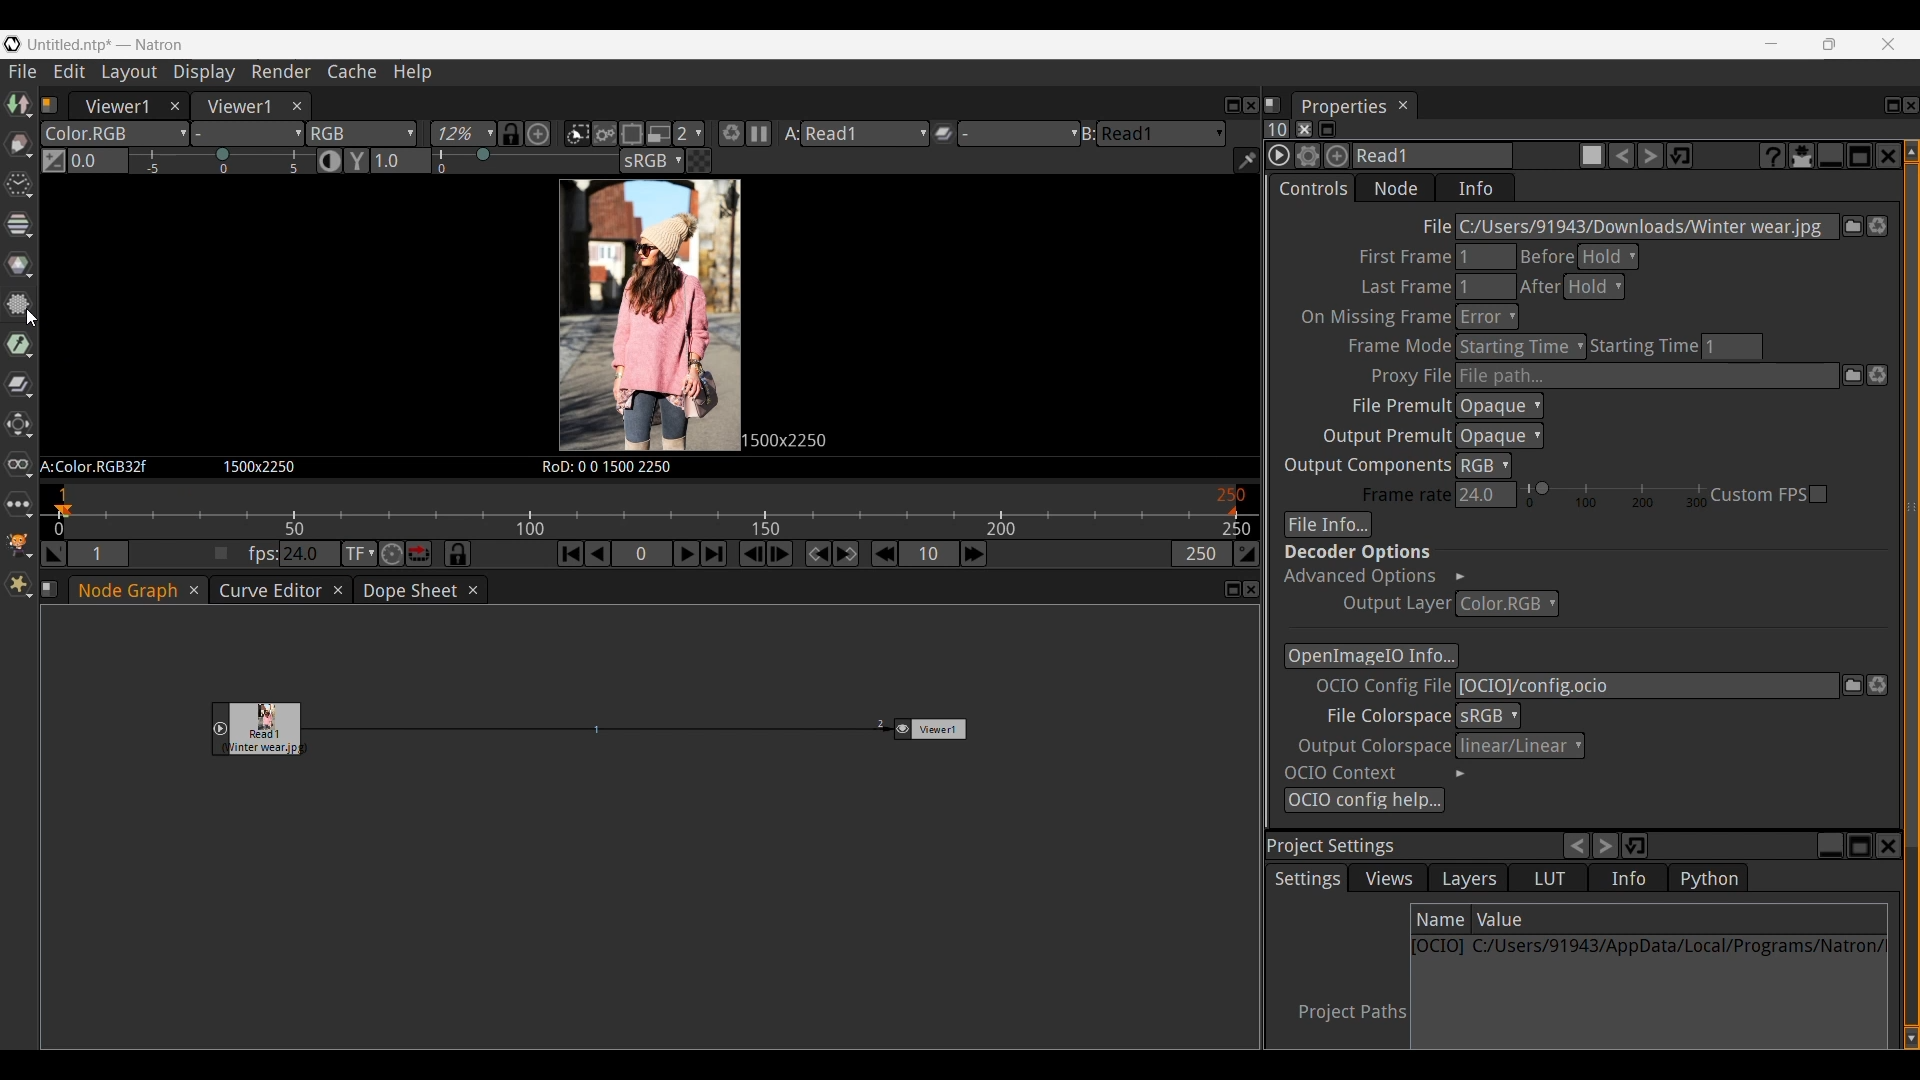 Untitled.ntp* — Natron
File Edit Layout Display Render Cache Help
Viewer1 Viewer1
Color.RGB - RGB 12% 2 A: Read1 - B: Read1
0.0 -5 0 5 1.0 0 sRGB
1500x2250
A:Color.RGB32f 1500x2250 RoD: 0 0 1500 2250
1 250
0 50 100 150 200 250
1 fps: 24.0 TF 0 10 250
Node Graph Curve Editor Dope Sheet
Read1
(Winter wear.jpg)
1
2
Viewer1
Properties
10
Read1
Controls Node Info
File C:/Users/91943/Downloads/Winter wear.jpg
First Frame 1 Before Hold
Last Frame 1 After Hold
On Missing Frame Error
Frame Mode Starting Time Starting Time 1
Proxy File File path...
File Premult Opaque
Output Premult Opaque
Output Components RGB
Frame rate 24.0 0 100 200 300 Custom FPS
File Info...
Decoder Options
Advanced Options
Output Layer Color.RGB
OpenImageIO Info...
OCIO Config File [OCIO]/config.ocio
File Colorspace sRGB
Output Colorspace linear/Linear
OCIO Context
OCIO config help...
Project Settings
Settings Views Layers LUT Info Python
Name Value
[OCIO] C:/Users/91943/AppData/Local/Programs/Natron/
Project Paths